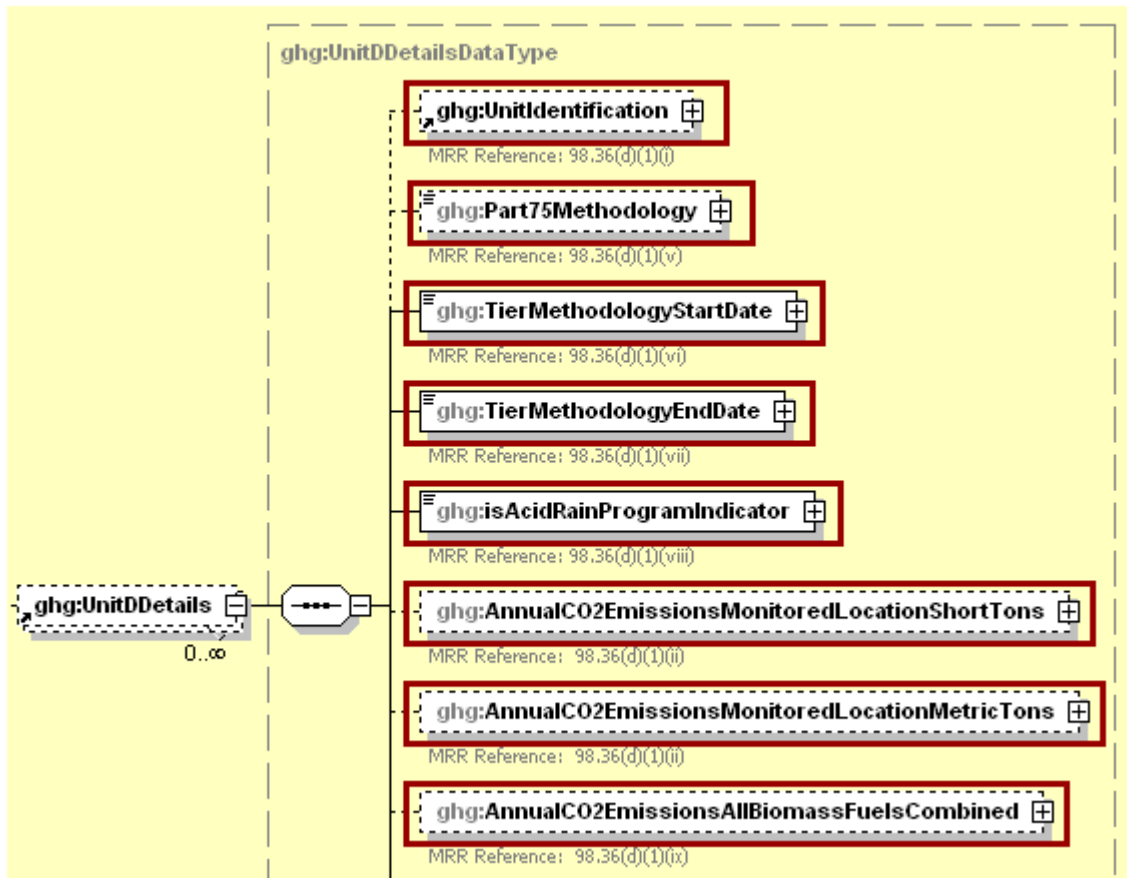 ghg:UnitDDetailsDataType
ghg:UnitIdentification
MRR Reference: 98.36(d)(1)(i)
ghg:Part75Methodology
MRR Reference: 98.36(d)(1)(v)
ghg:TierMethodologyStartDate
MRR Reference: 98.36(d)(1)(vi)
ghg:TierMethodologyEndDate
MRR Reference: 98.36(d)(1)(vii)
ghg:isAcidRainProgramIndicator
MRR Reference: 98.36(d)(1)(viii)
ghg:UnitDDetails
0..∞
ghg:AnnualCO2EmissionsMonitoredLocationShortTons
MRR Reference: 98.36(d)(1)(ii)
ghg:AnnualCO2EmissionsMonitoredLocationMetricTons
MRR Reference: 98.36(d)(1)(ii)
ghg:AnnualCO2EmissionsAllBiomassFuelsCombined
MRR Reference: 98.36(d)(1)(ix)